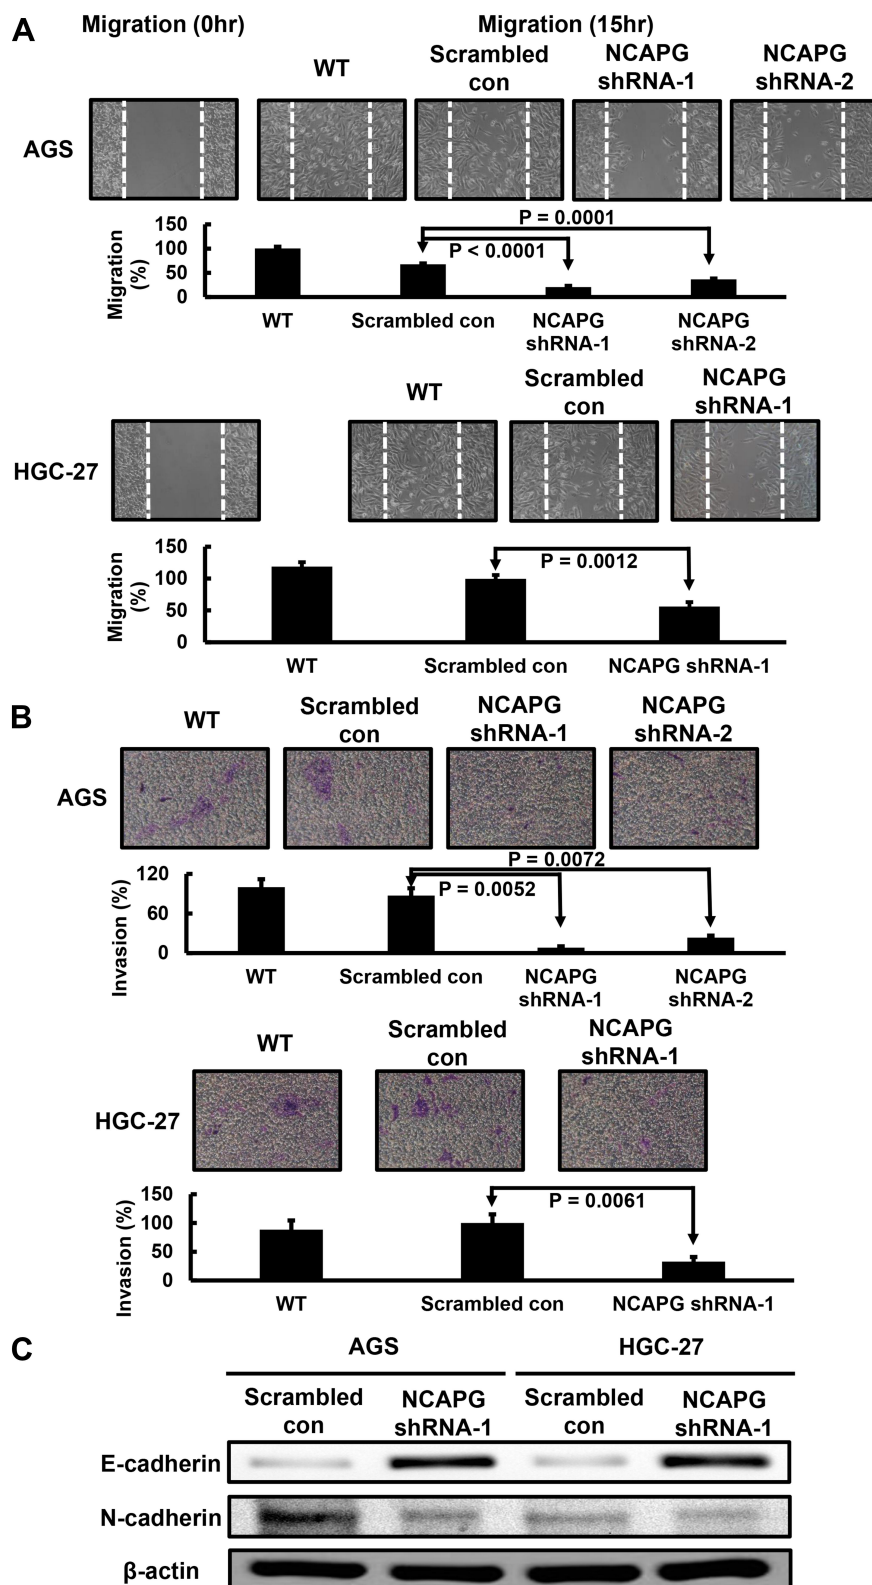 A
Migration (0hr)
Migration (15hr)
WT
Scrambled
con
NCAPG
shRNA-1
NCAPG
shRNA-2
AGS
Migration
(%)
150
100
50
0
P = 0.0001
P < 0.0001
WT
Scrambled con
NCAPG
shRNA-1
NCAPG
shRNA-2
WT
Scrambled
con
NCAPG
shRNA-1
HGC-27
Migration
(%)
150
100
50
0
P = 0.0012
WT
Scrambled con
NCAPG shRNA-1
B
WT
Scrambled
con
NCAPG
shRNA-1
NCAPG
shRNA-2
AGS
Invasion (%)
120
60
0
P = 0.0072
P = 0.0052
WT
Scrambled con
NCAPG
shRNA-1
NCAPG
shRNA-2
WT
Scrambled
con
NCAPG
shRNA-1
HGC-27
Invasion (%)
150
100
50
0
P = 0.0061
WT
Scrambled con
NCAPG shRNA-1
C
AGS
HGC-27
Scrambled
con
NCAPG
shRNA-1
Scrambled
con
NCAPG
shRNA-1
E-cadherin
N-cadherin
β-actin